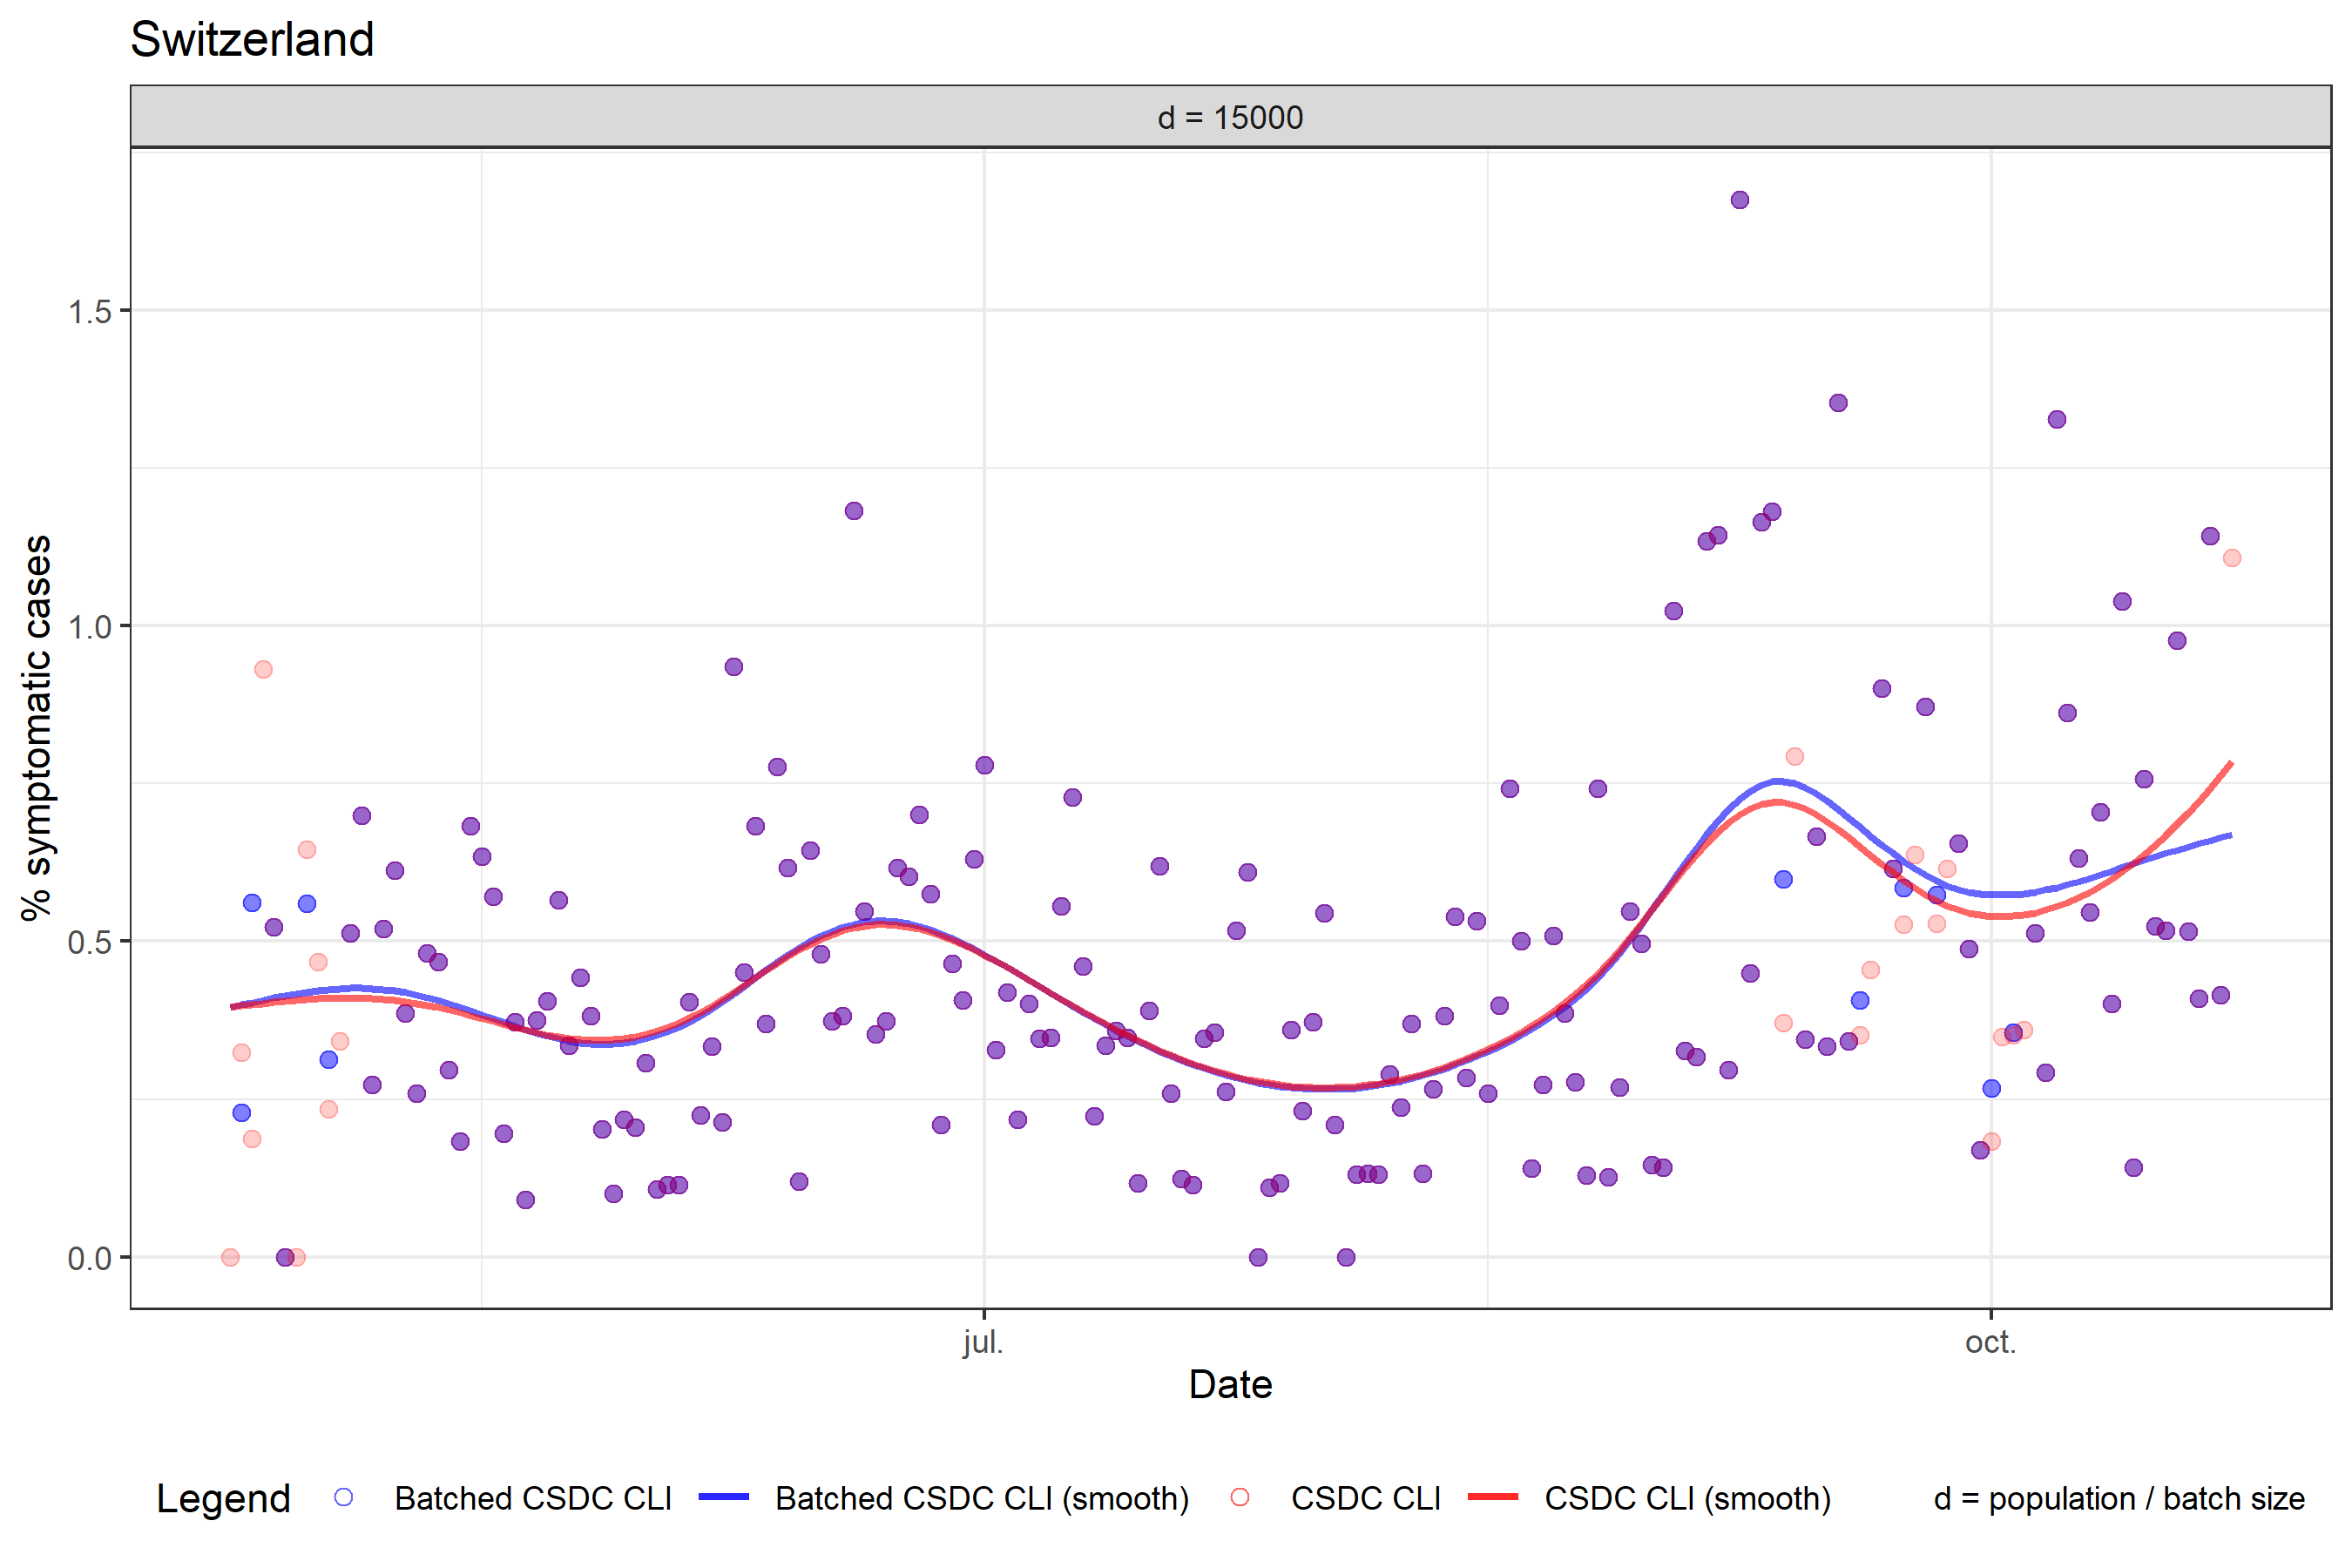 Switzerland
d = 15000
% symptomatic cases
1.5
1.0
0.5
0.0
jul.
oct.
Date
Legend Batched CSDC CLI Batched CSDC CLI (smooth) CSDC CLI CSDC CLI (smooth) d = population / batch size